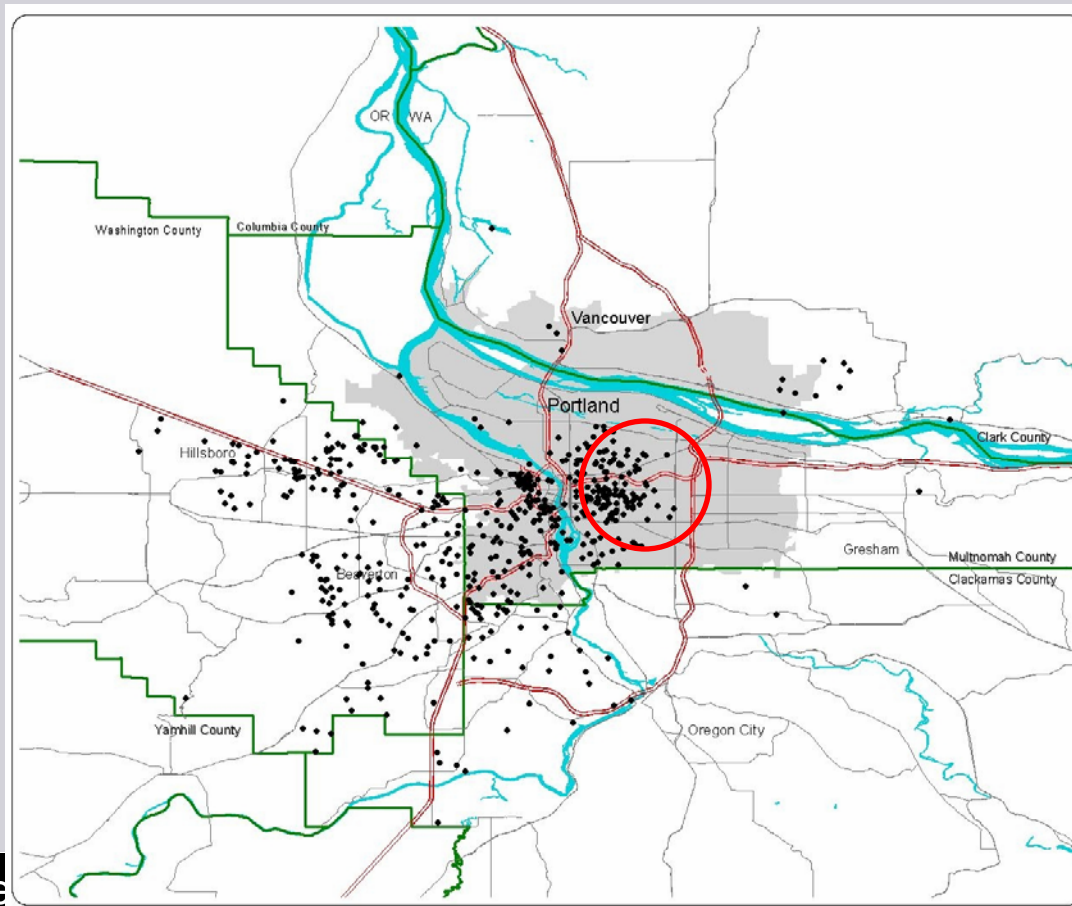 OR WA
Washington County
Columbia County
Vancouver
Portland
Clark County
Hillsboro
Gresham
Multnomah County
Clackamas County
Beaverton
Yamhill County
Oregon City